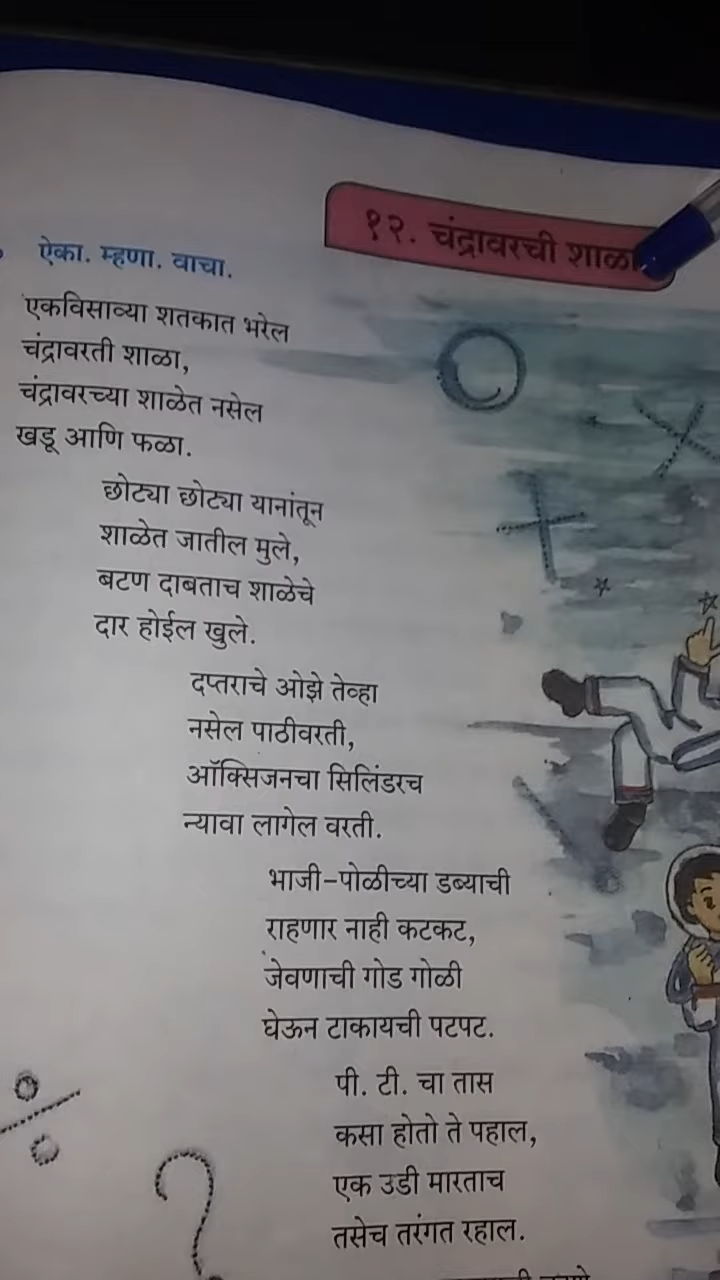 १२. चंद्रावरची शाळा
ऐका. म्हणा. वाचा.
एकविसाव्या शतकात भरेल
चंद्रावरती शाळा,
चंद्रावरच्या शाळेत नसेल
खडू आणि फळा.
छोट्या छोट्या यानांतून
शाळेत जातील मुले,
बटण दाबताच शाळेचे
दार होईल खुले.
दप्तराचे ओझे तेव्हा
नसेल पाठीवरती,
ऑक्सिजनचा सिलिंडरच
न्यावा लागेल वरती.
भाजी-पोळीच्या डब्याची
राहणार नाही कटकट,
जेवणाची गोड गोळी
घेऊन टाकायची पटपट.
पी. टी. चा तास
कसा होतो ते पहाल,
एक उडी मारताच
तसेच तरंगत रहाल.